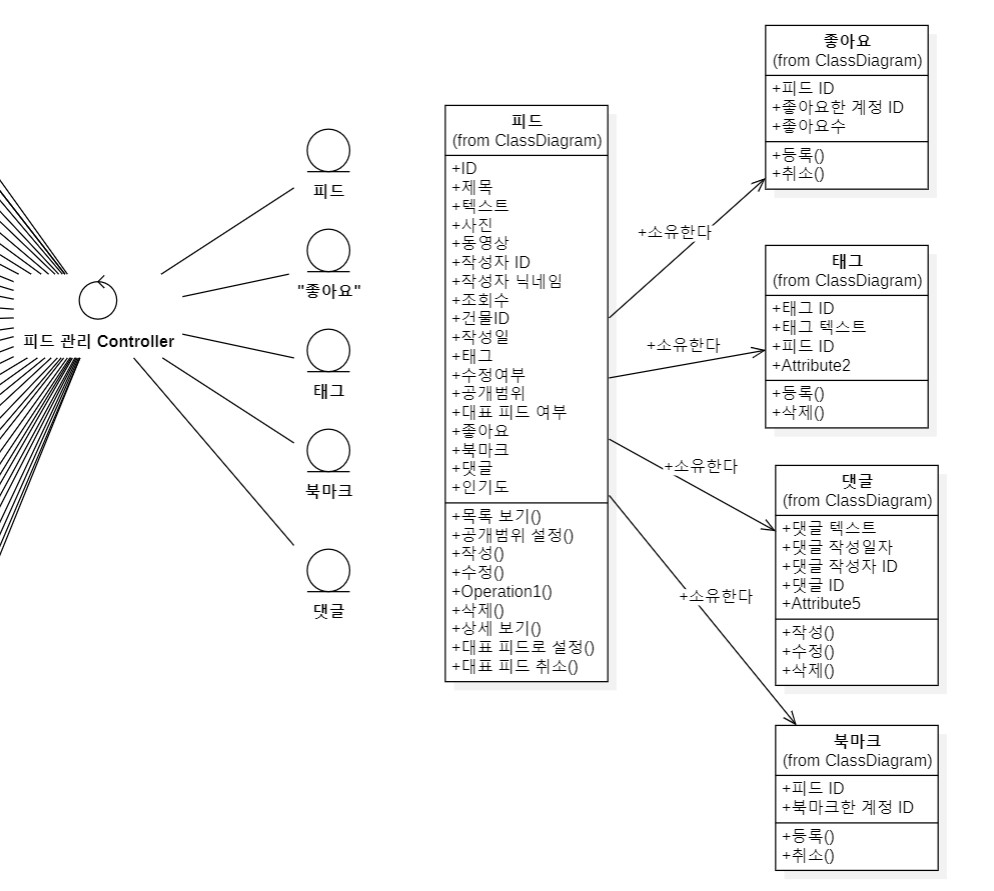 피드
"좋아요"
피드 관리 Controller
태그
북마크
댓글
피드
(from ClassDiagram)
+ID
+제목
+텍스트
+사진
+동영상
+작성자 ID
+작성자 닉네임
+조회수
+건물ID
+작성일
+태그
+수정여부
+공개범위
+대표 피드 여부
+좋아요
+북마크
+댓글
+인기도
+목록 보기()
+공개범위 설정()
+작성()
+수정()
+Operation1()
+삭제()
+상세 보기()
+대표 피드로 설정()
+대표 피드 취소()
+소유한다
+소유한다
+소유한다
+소유한다
좋아요
(from ClassDiagram)
+피드 ID
+좋아요한 계정 ID
+좋아요수
+등록()
+취소()
태그
(from ClassDiagram)
+태그 ID
+태그 텍스트
+피드 ID
+Attribute2
+등록()
+삭제()
댓글
(from ClassDiagram)
+댓글 텍스트
+댓글 작성일자
+댓글 작성자 ID
+댓글 ID
+Attribute5
+작성()
+수정()
+삭제()
북마크
(from ClassDiagram)
+피드 ID
+북마크한 계정 ID
+등록()
+취소()